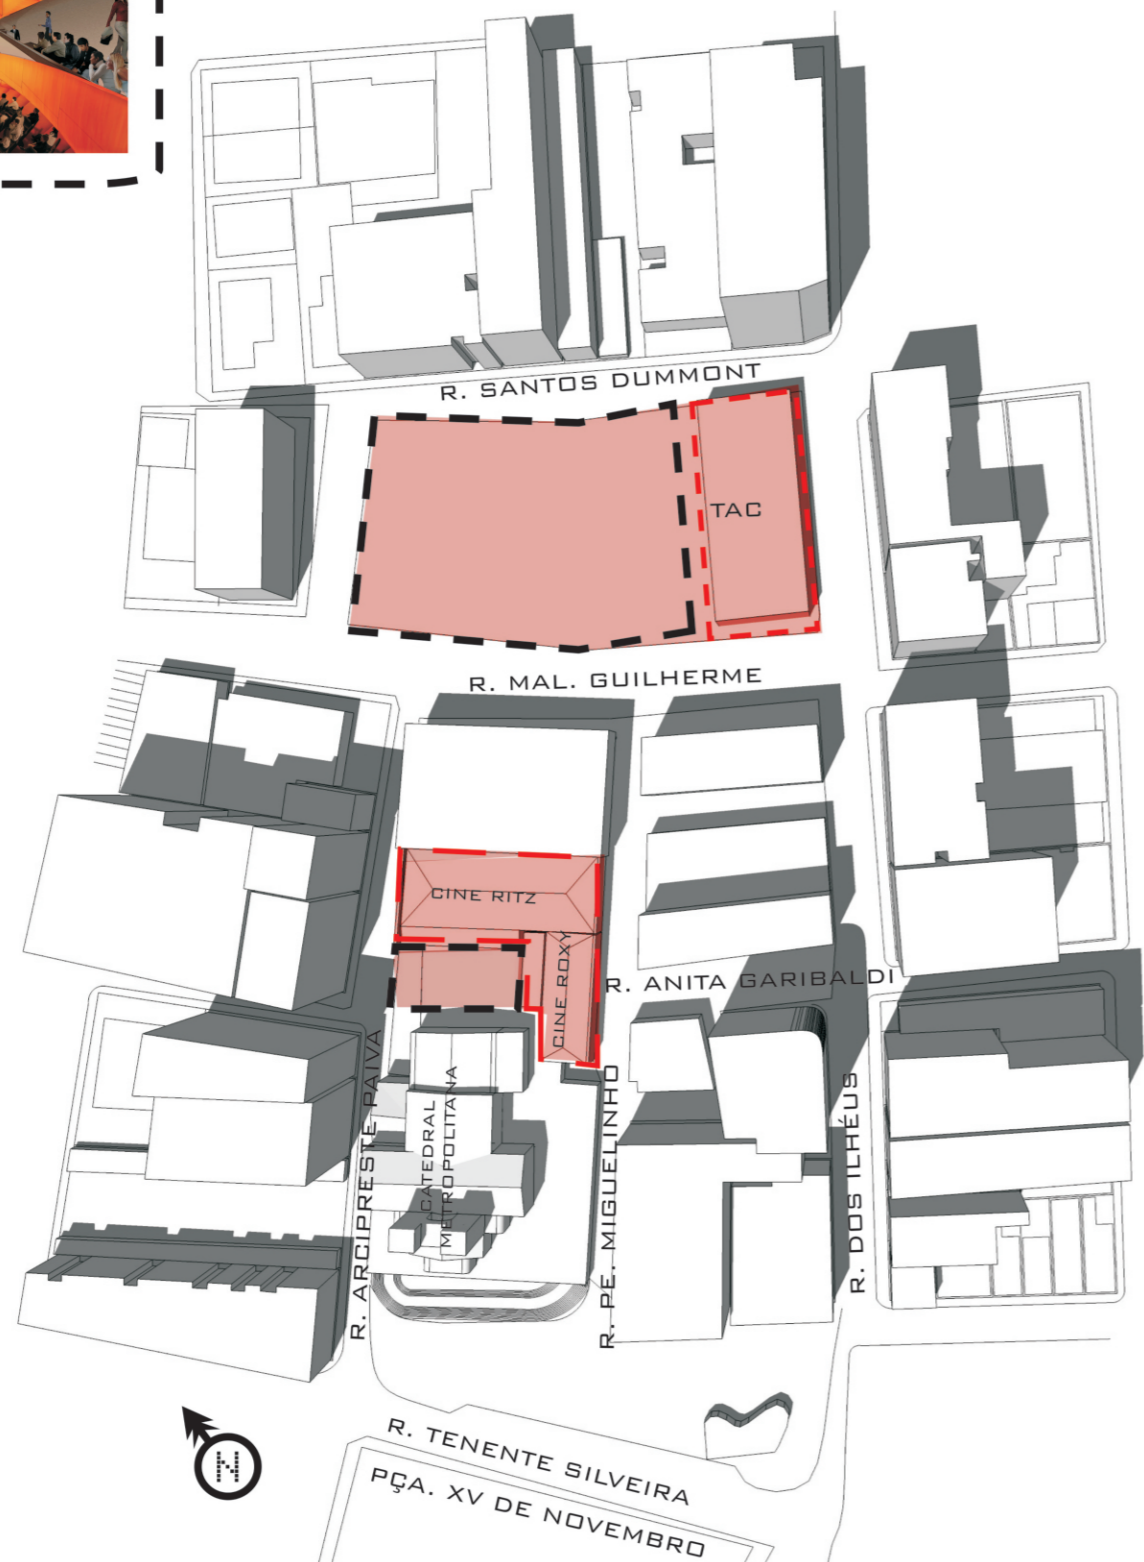 R. SANTOS DUMMONT
TAC
R. MAL. GUILHERME
CINE RITZ
CINE ROXY
R. ANITA GARIBALDI
R. ARCIPRESTE PAIVA
CATEDRAL
METROPOLITANA
R. PE. MIGUELINHO
R. DOS ILHÉUS
N
R. TENENTE SILVEIRA
PÇA. XV DE NOVEMBRO